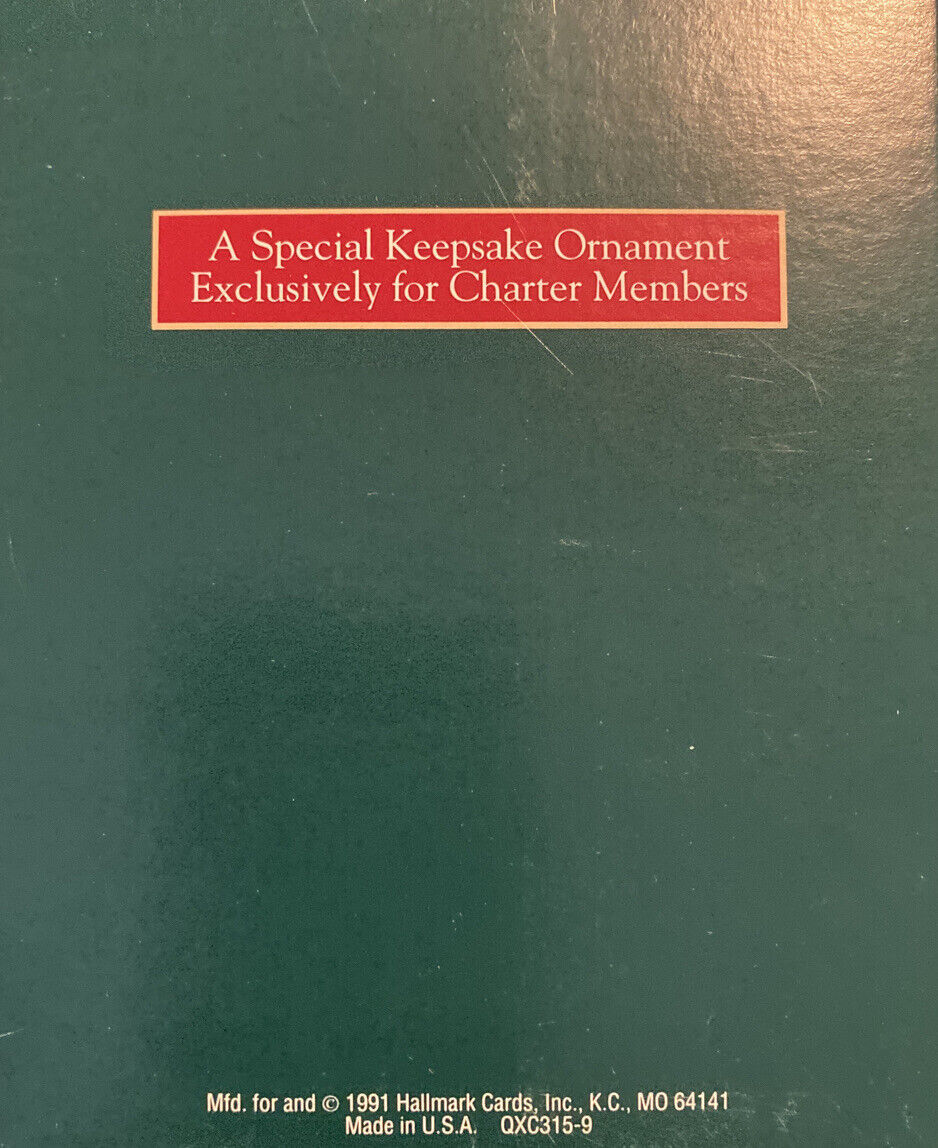 A Special Keepsake Ornament
Exclusively for Charter Members
Mfd. for and © 1991 Hallmark Cards, Inc., K.C., MO 64141
Made in U.S.A. QXC315-9